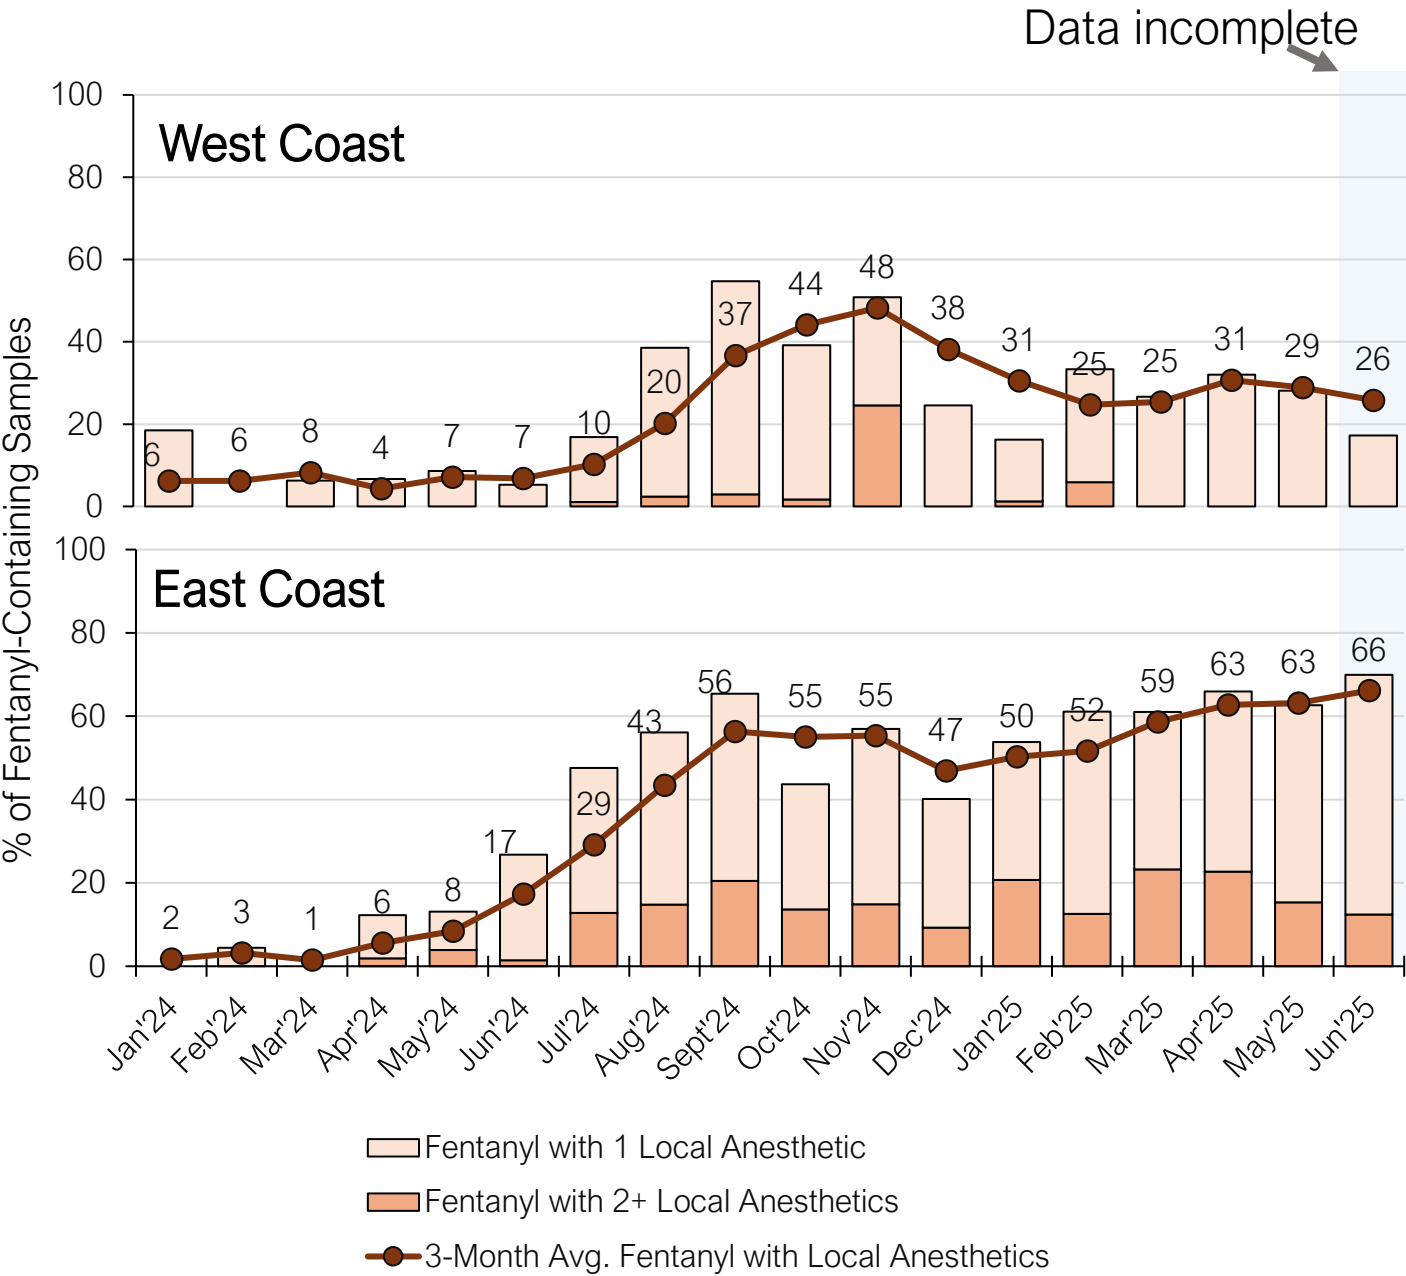 Data incomplete
% of Fentanyl-Containing Samples
West Coast
100
80
60
40
20
0
6 6 8 4 7 7 10 20 37 44 48 38 31 25 25 31 29 26
East Coast
100
80
60
40
20
0
2 3 1 6 8 17 29 43 56 55 55 47 50 52 59 63 63 66
Jan'24 Feb'24 Mar'24 Apr'24 May'24 Jun'24 Jul'24 Aug'24 Sept'24 Oct'24 Nov'24 Dec'24 Jan'25 Feb'25 Mar'25 Apr'25 May'25 Jun'25
Fentanyl with 1 Local Anesthetic
Fentanyl with 2+ Local Anesthetics
3-Month Avg. Fentanyl with Local Anesthetics